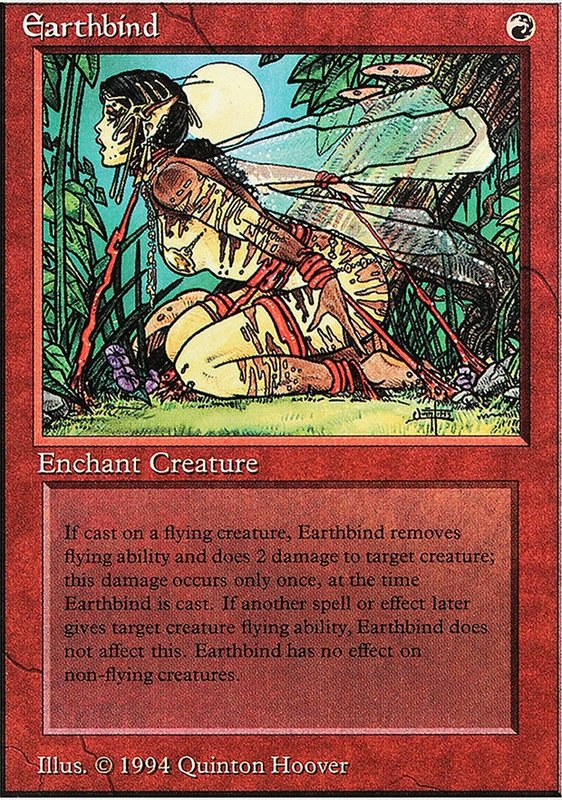 Earthbind
Enchant Creature
If cast on a flying creature, Earthbind removes
flying ability and does 2 damage to target creature;
this damage occurs only once, at the time
Earthbind is cast. If another spell or effect later
gives target creature flying ability, Earthbind does
not affect this. Earthbind has no effect on
non-flying creatures.
Illus. © 1994 Quinton Hoover